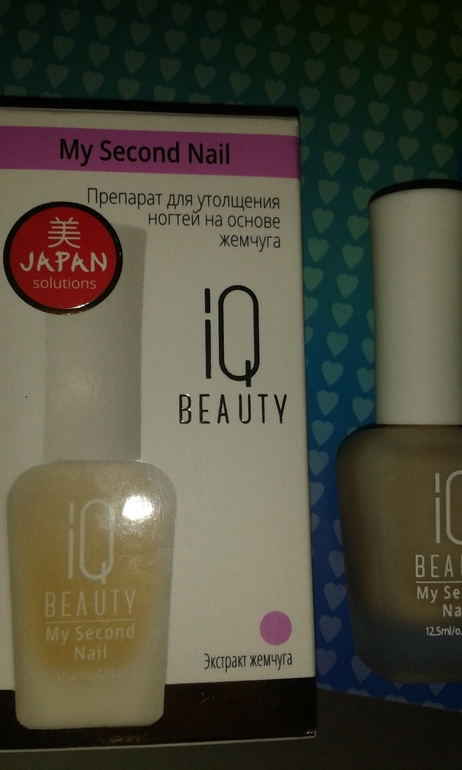 My Second Nail
Препарат для утолщения
ногтей на основе
жемчуга
美
JAPAN
solutions
iQ
BEAUTY
iQ
BEAUTY
My Second
Nail
Экстракт жемчуга
iQ
BEA
My Se
Na
12.5ml/o.